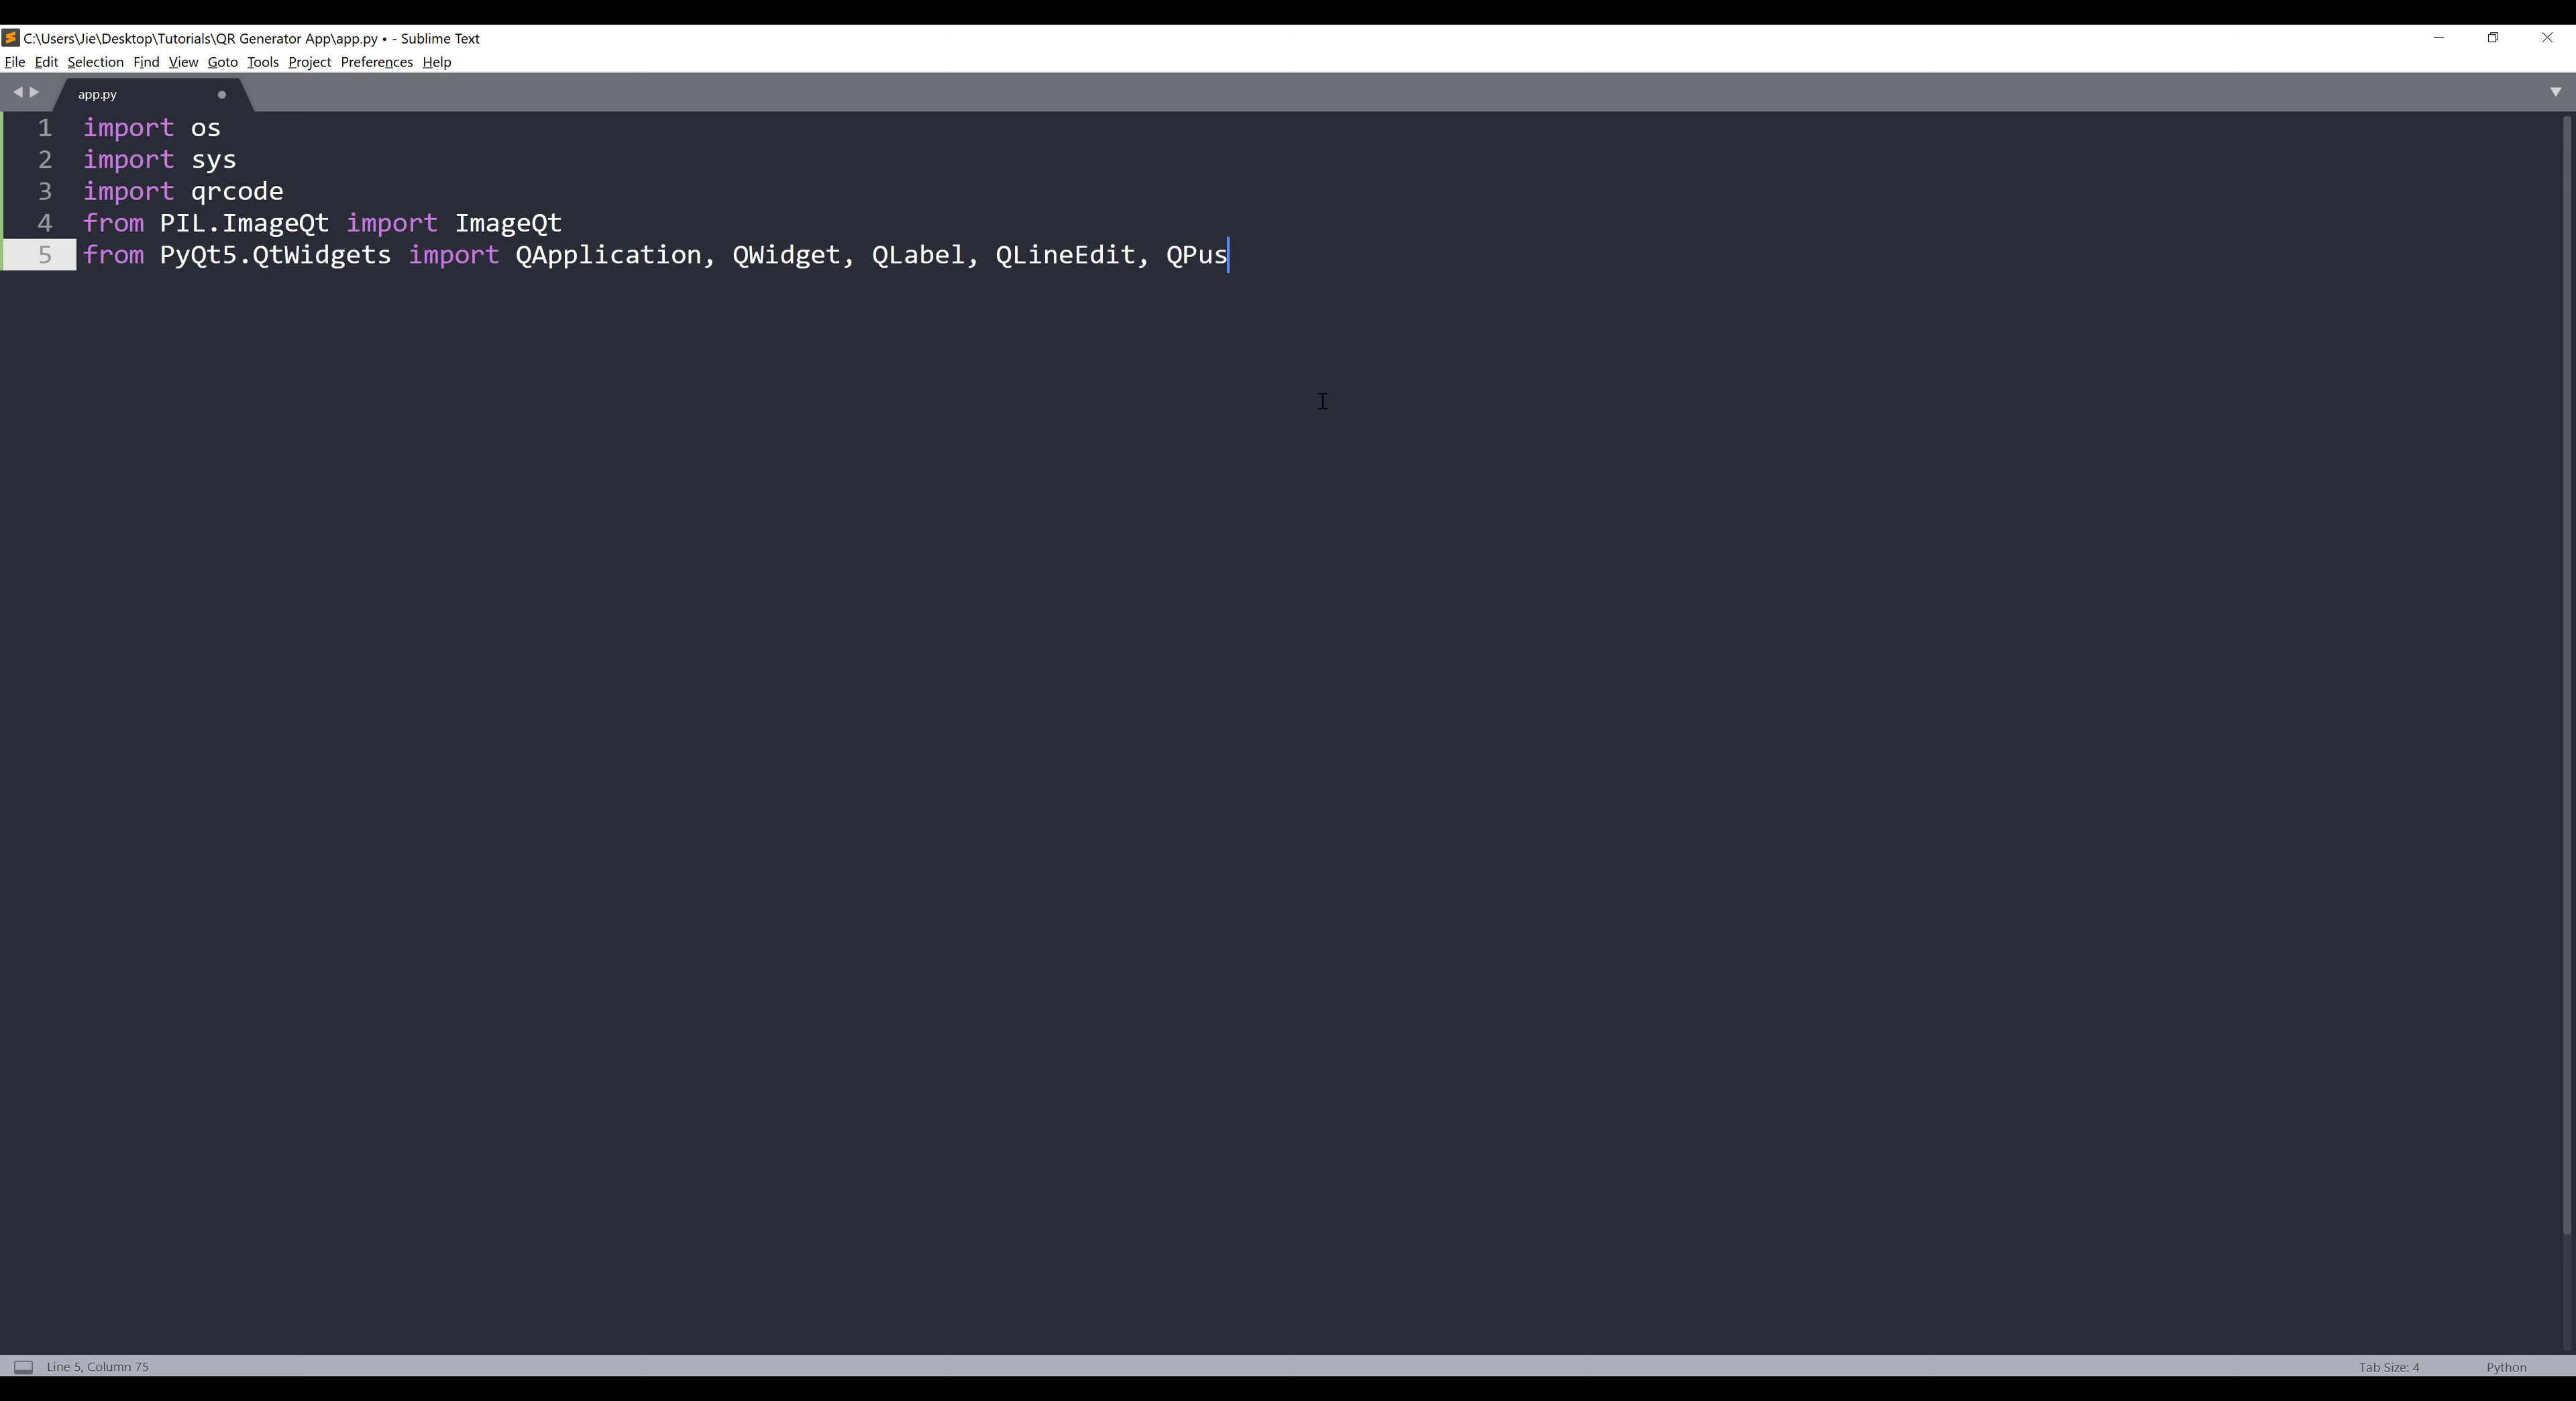 C:\Users\Jie\Desktop\Tutorials\QR Generator App\app.py • - Sublime Text
File Edit Selection Find View Goto Tools Project Preferences Help
app.py
1 import os
2 import sys
3 import qrcode
4 from PIL.ImageQt import ImageQt
5 from PyQt5.QtWidgets import QApplication, QWidget, QLabel, QLineEdit, QPus
Line 5, Column 75
Tab Size: 4
Python